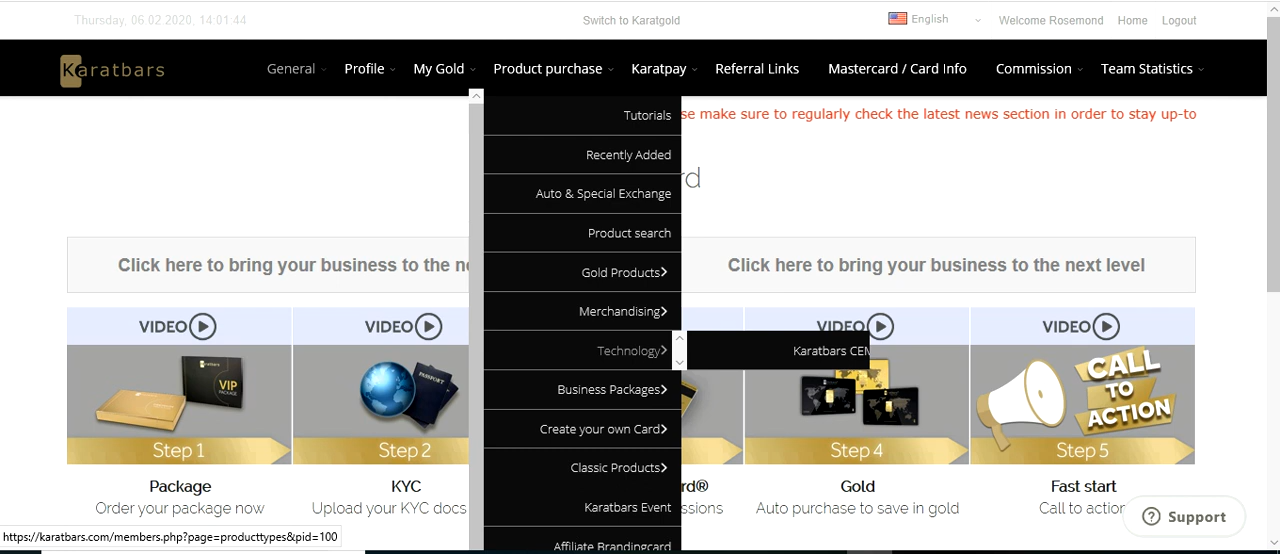 Thursday, 06.02.2020, 14:01:44
Switch to Karatgold
English
Welcome Rosemond Home Logout
Karatbars
General Profile My Gold Product purchase Karatpay Referral Links Mastercard / Card Info Commission Team Statistics
se make sure to regularly check the latest news section in order to stay up-to
rd
Tutorials
Recently Added
Auto & Special Exchange
Product search
Gold Products
Merchandising
Technology
Karatbars CEM
Business Packages
Create your own Card
Classic Products
Karatbars Event
Affiliate Brandingcard
Click here to bring your business to the ne
Click here to bring your business to the next level
VIDEO VIDEO VIDEO VIDEO
Karatbars VIP PACKAGE
PASSPORT
CALL TO ACTION
Step 1 Step 2 Step 4 Step 5
Package KYC rd® Gold Fast start
Order your package now Upload your KYC docs ssions Auto purchase to save in gold Call to action
Support
https://karatbars.com/members.php?page=producttypes&pid=100